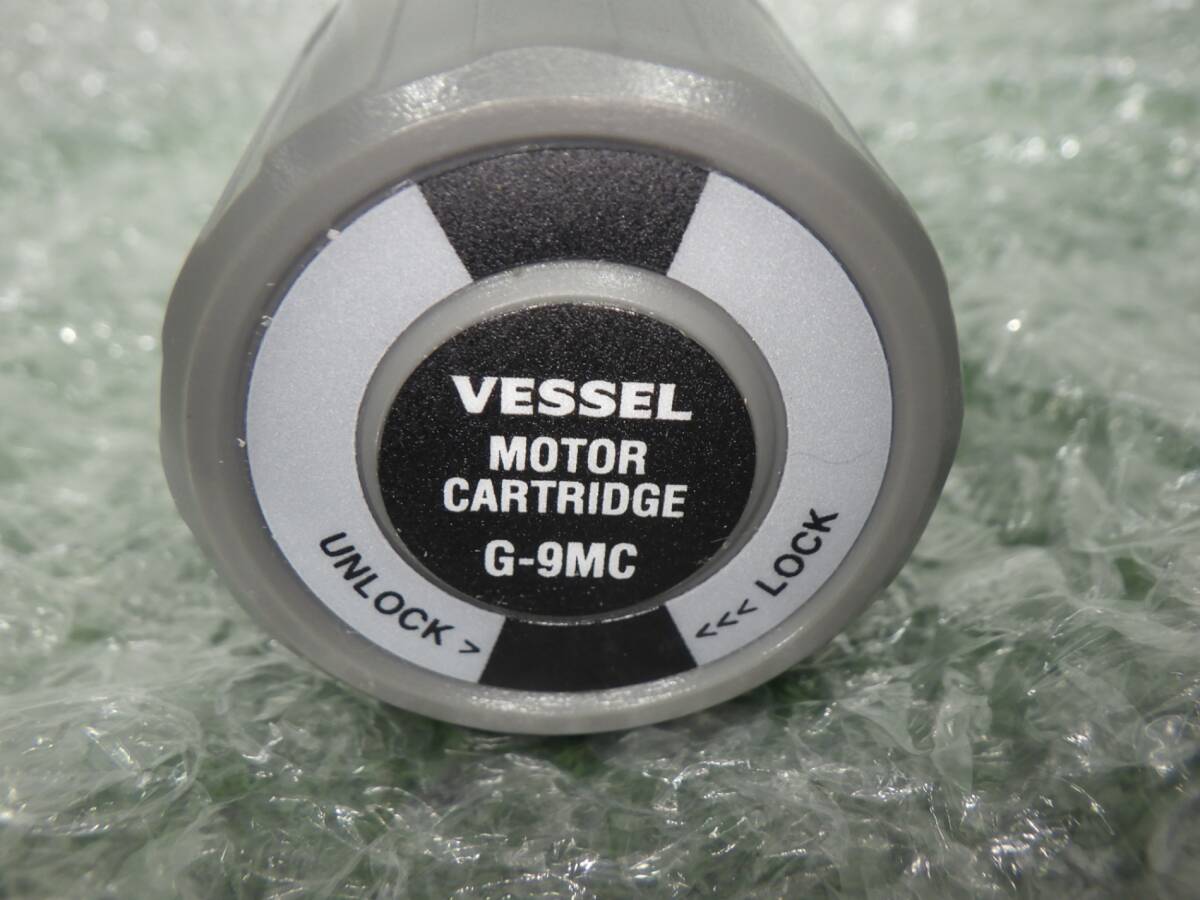 VESSEL
MOTOR
CARTRIDGE
G-9MC
UNLOCK >
<<< LOCK